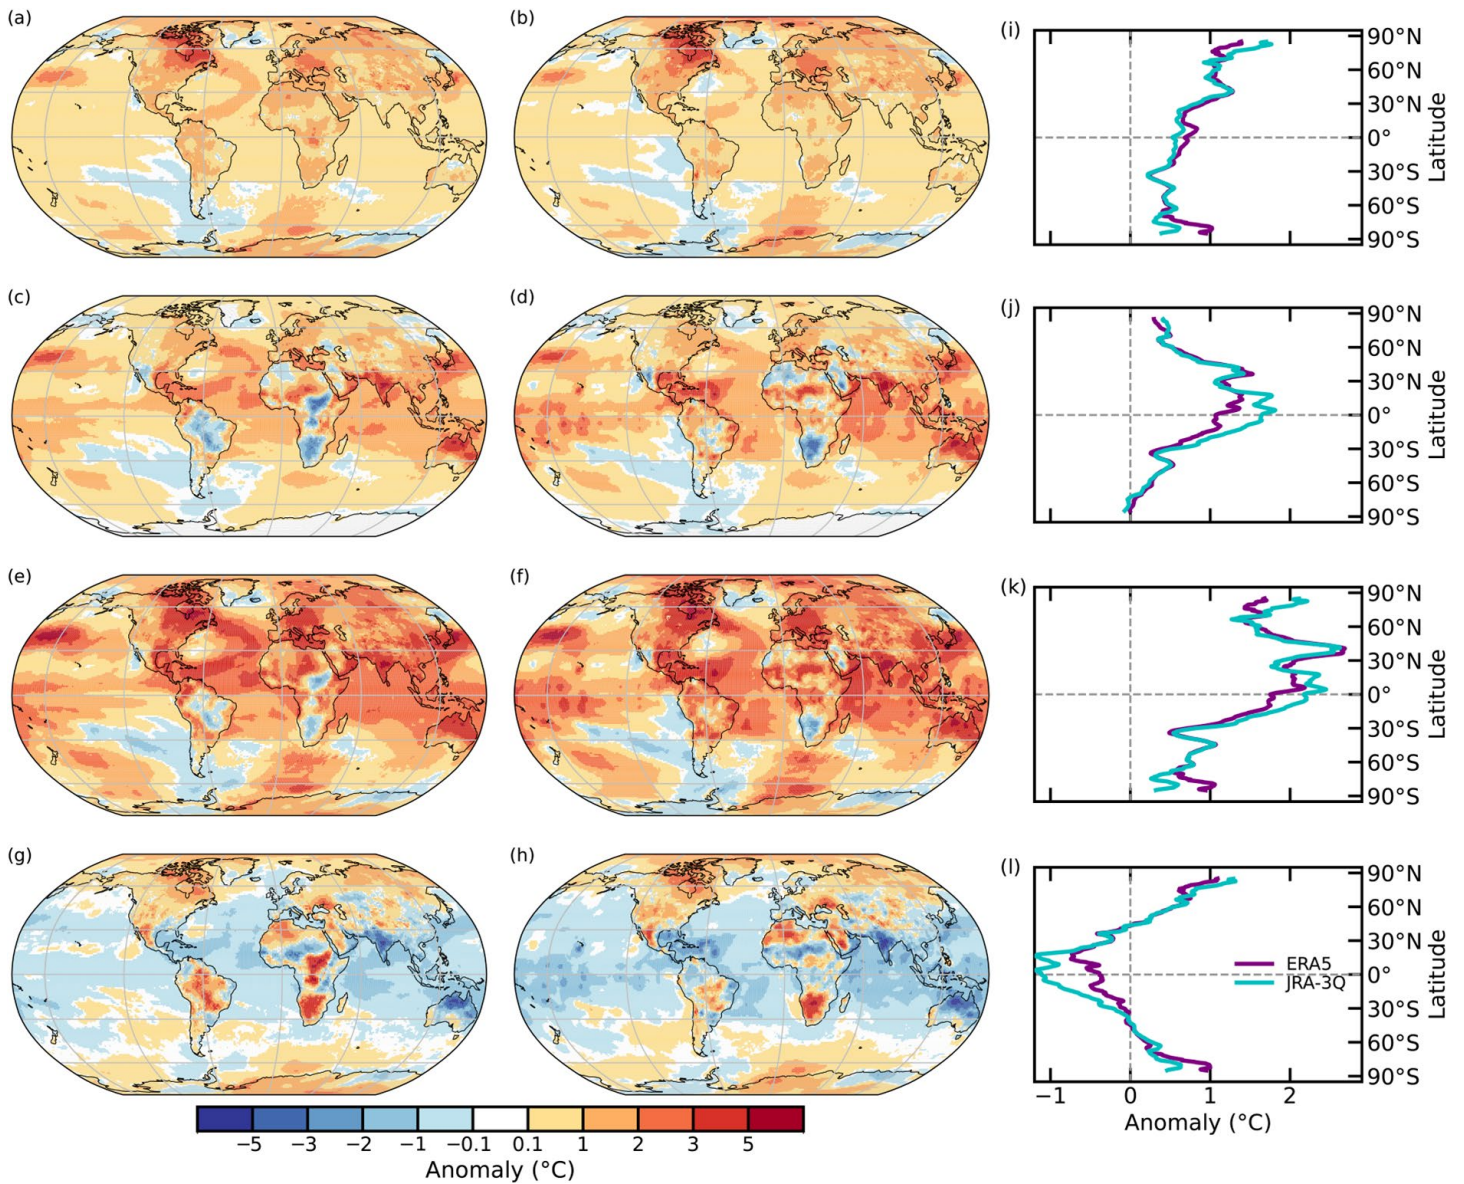 (a)
(b)
(i)
90°N
60°N
30°N
0°
30°S
60°S
90°S
Latitude
(c)
(d)
(j)
90°N
60°N
30°N
0°
30°S
60°S
90°S
Latitude
(e)
(f)
(k)
90°N
60°N
30°N
0°
30°S
60°S
90°S
Latitude
(g)
(h)
(l)
90°N
60°N
30°N
0°
30°S
60°S
90°S
Latitude
ERA5
JRA-3Q
−1 0 1 2
Anomaly (°C)
−5 −3 −2 −1 −0.1 0.1 1 2 3 5
Anomaly (°C)